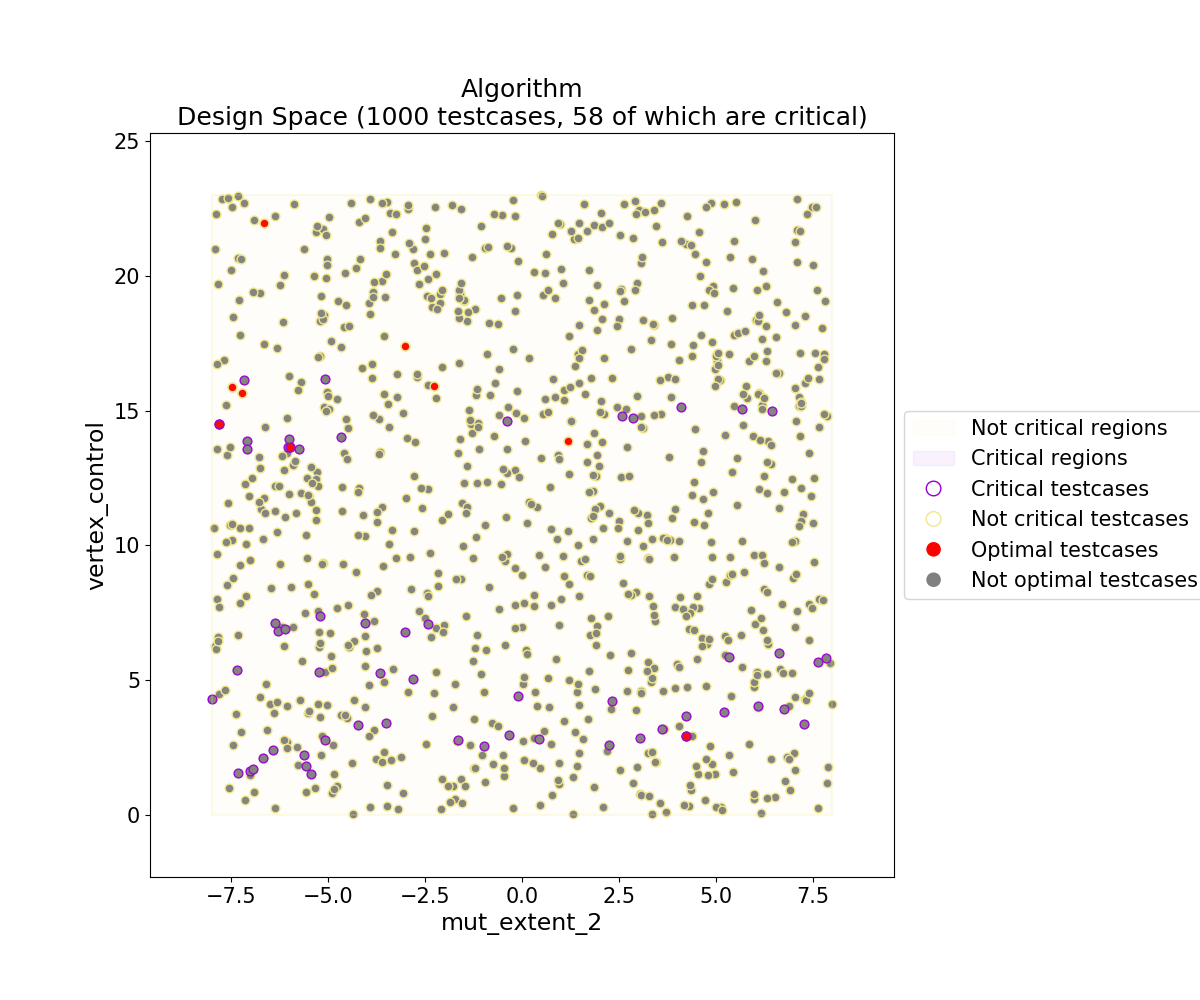 Algorithm
Design Space (1000 testcases, 58 of which are critical)
25
20
15
10
5
0
vertex_control
−7.5
−5.0
−2.5
0.0
2.5
5.0
7.5
mut_extent_2
Not critical regions
Critical regions
Critical testcases
Not critical testcases
Optimal testcases
Not optimal testcases